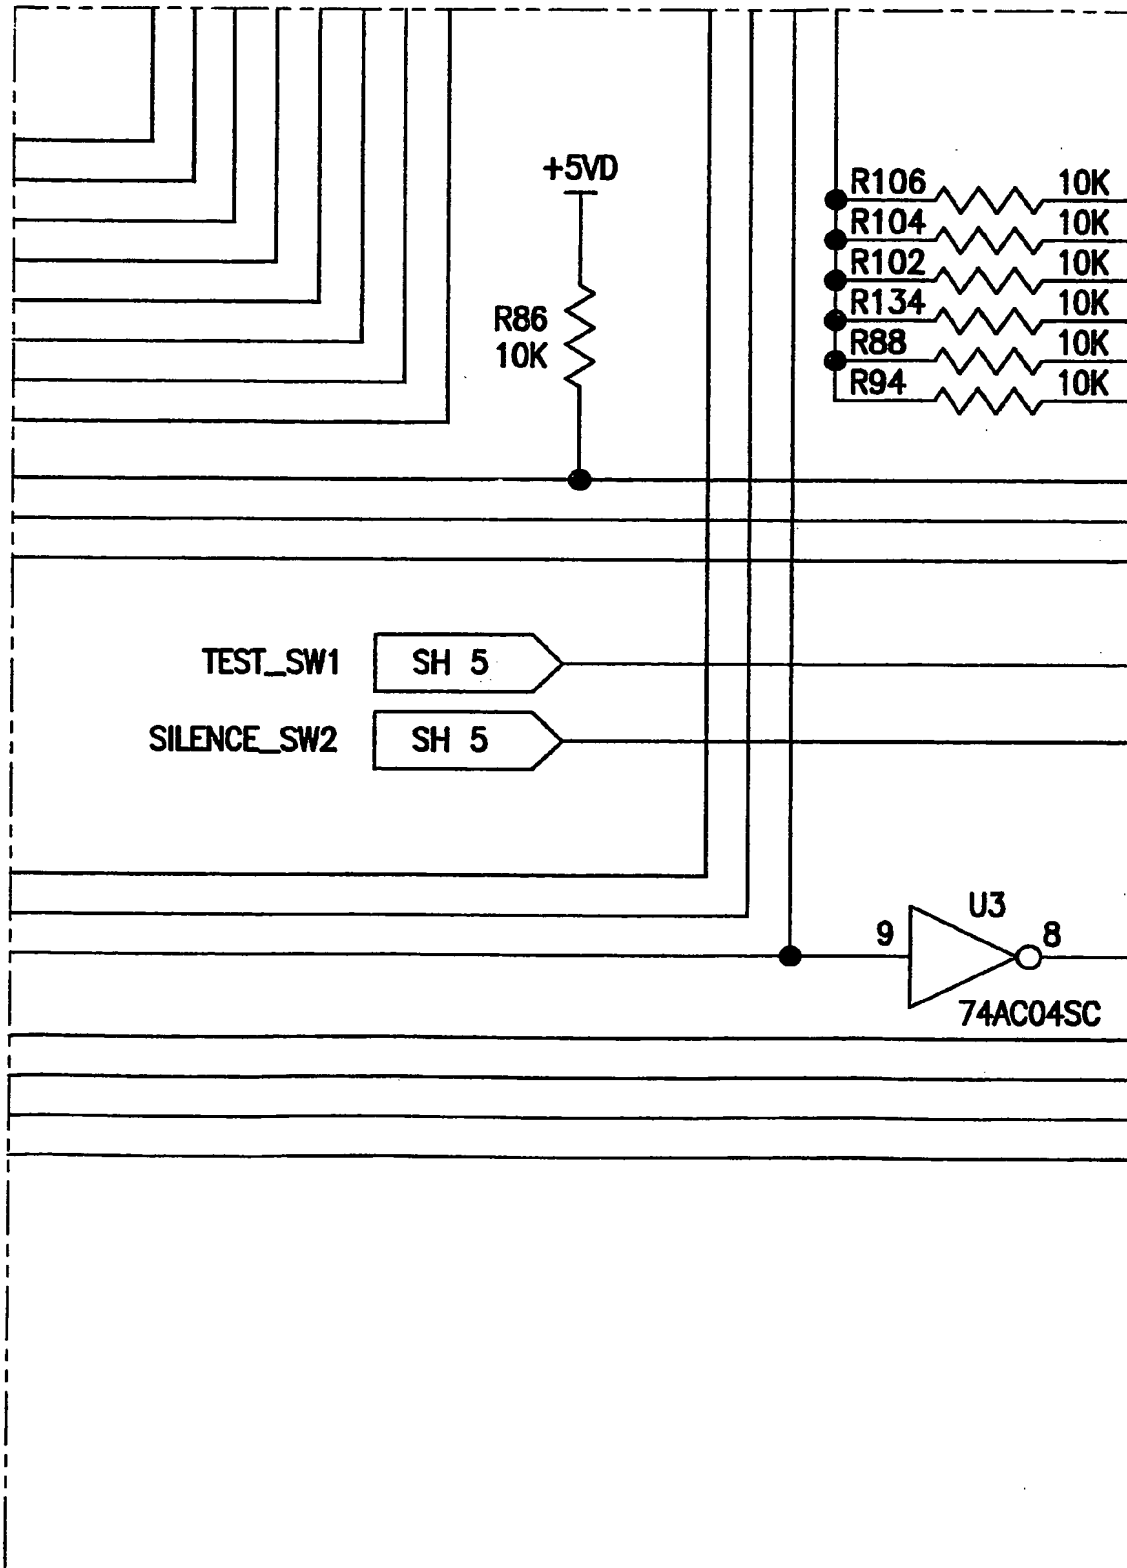 +5VD
R86
10K
R106 10K
R104 10K
R102 10K
R134 10K
R88 10K
R94 10K
TEST_SW1 SH 5
SILENCE_SW2 SH 5
U3
9 8
74AC04SC